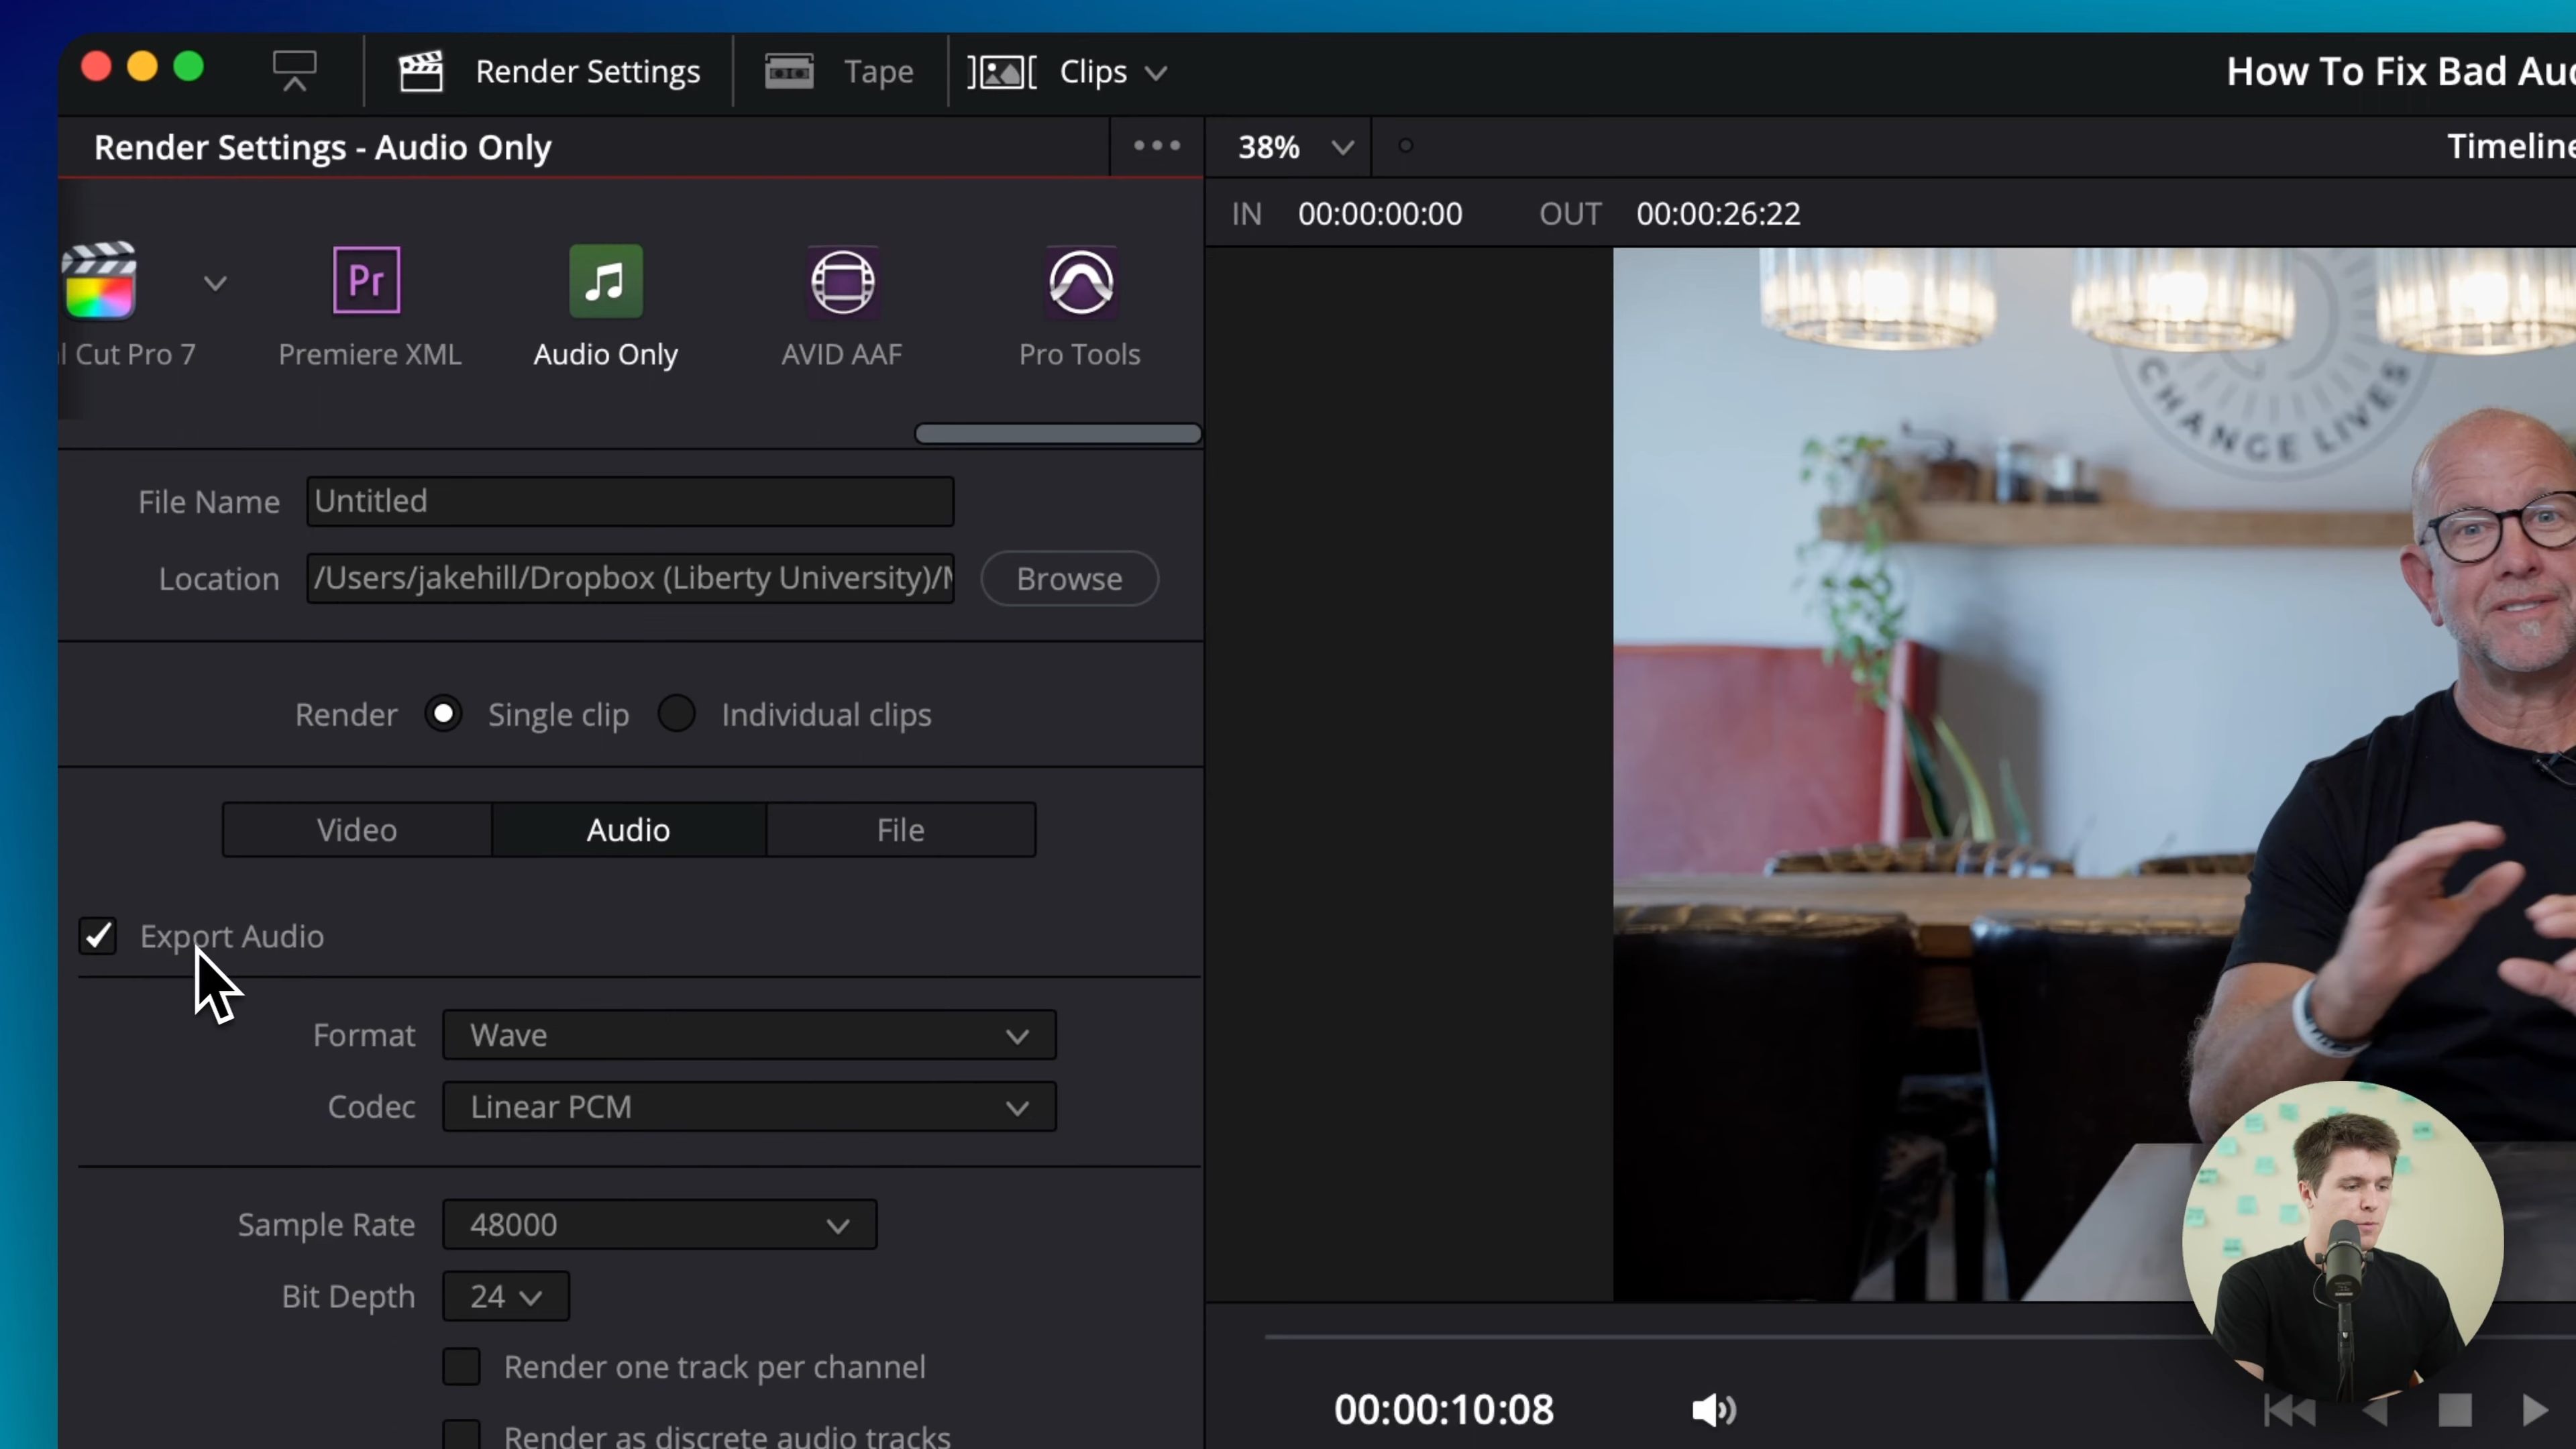 Render Settings
Tape
Clips
How To Fix Bad Au
Render Settings - Audio Only
38%
Timeline
IN 00:00:00:00 OUT 00:00:26:22
Pr
l Cut Pro 7
Premiere XML
Audio Only
AVID AAF
Pro Tools
CHANGE LIVES
File Name Untitled
Location /Users/jakehill/Dropbox (Liberty University)/
Browse
Render Single clip Individual clips
Video Audio File
Export Audio
Format Wave
Codec Linear PCM
Sample Rate 48000
Bit Depth 24
Render one track per channel
Render as discrete audio tracks
00:00:10:08